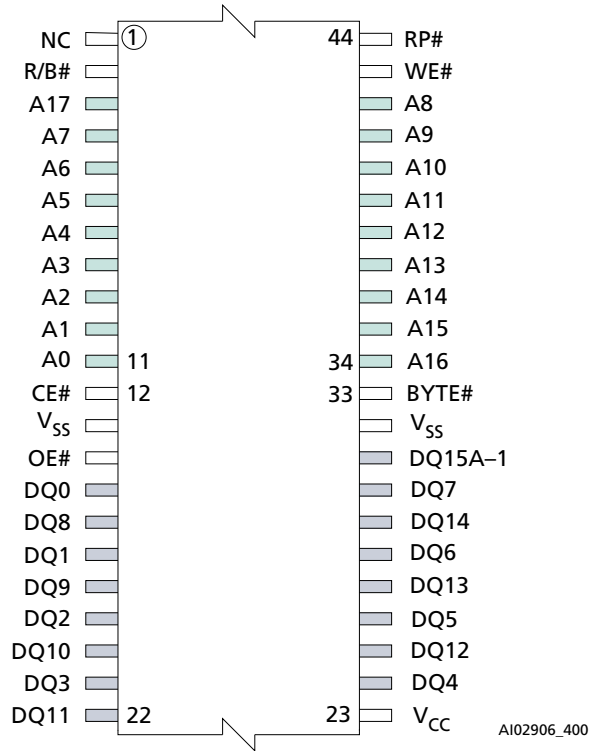 NC 1 44 RP#
R/B# WE#
A17 A8
A7 A9
A6 A10
A5 A11
A4 A12
A3 A13
A2 A14
A1 A15
A0 11 34 A16
CE# 12 33 BYTE#
VSS VSS
OE# DQ15A–1
DQ0 DQ7
DQ8 DQ14
DQ1 DQ6
DQ9 DQ13
DQ2 DQ5
DQ10 DQ12
DQ3 DQ4
DQ11 22 23 VCC
AI02906_400